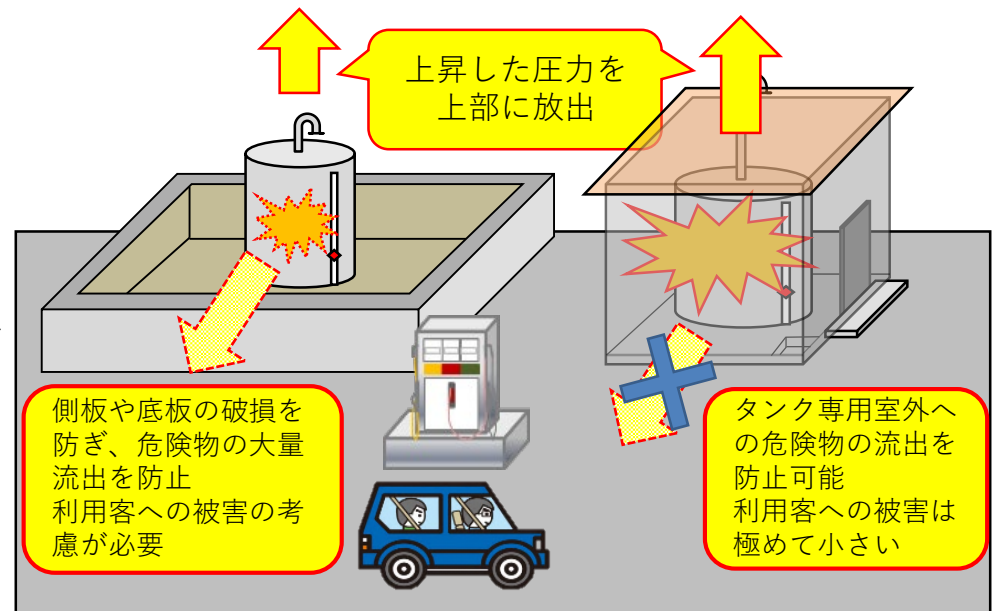 上昇した圧力を
上部に放出
側板や底板の破損を
防ぎ、危険物の大量
流出を防止
利用客への被害の考
慮が必要
タンク専用室外へ
の危険物の流出を
防止可能
利用客への被害は
極めて小さい